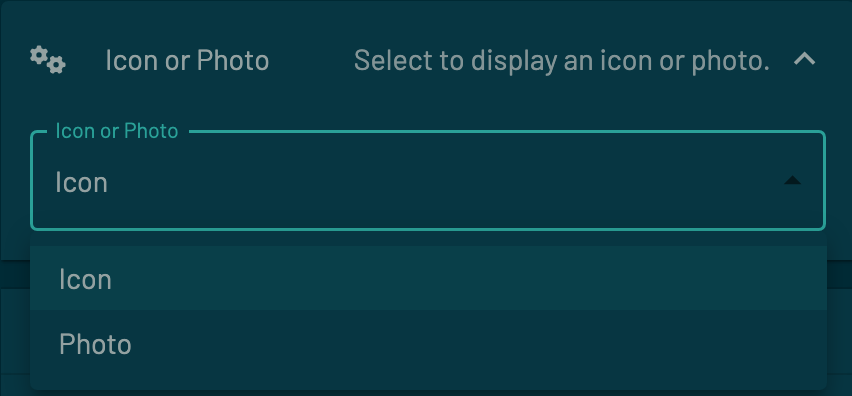 Icon or Photo Select to display an icon or photo.
Icon or Photo
Icon
Icon
Photo